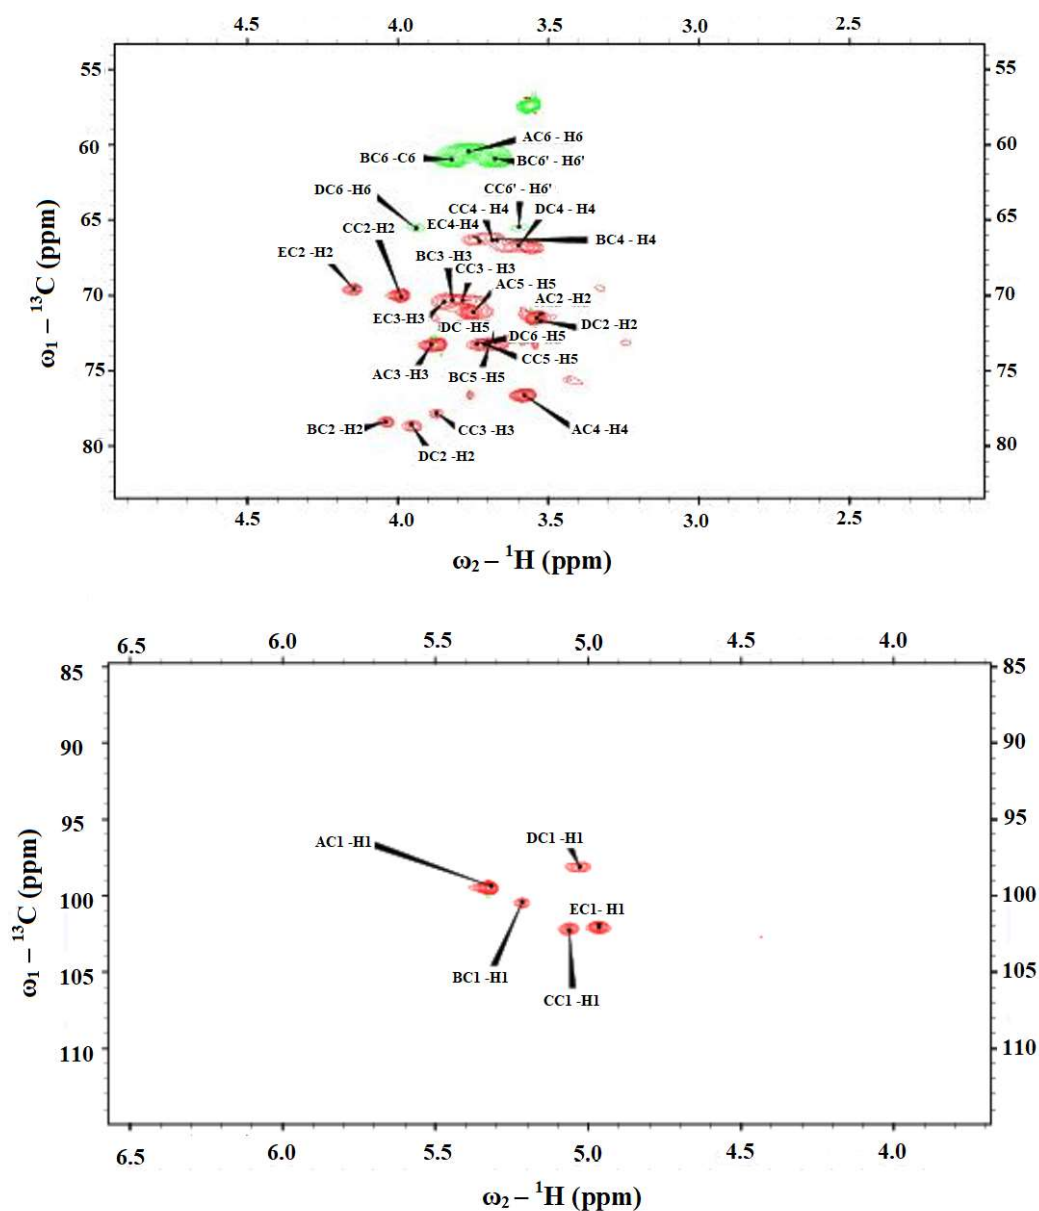 4.5 4.0 3.5 3.0 2.5
55 55
AC6 - H6
60 60
BC6 -C6 BC6' - H6'
DC6 -H6 CC6' - H6'
65 CC4 - H4 DC4 - H4 65
CC2-H2 EC4-H4
BC4 - H4
EC2 -H2 BC3 -H3
CC3 - H3
AC5 - H5
70 AC2 -H2 70
EC3-H3
DC -H5 DC2 -H2
DC6 -H5
CC5 -H5
AC3 -H3 BC5 -H5
75 75
BC2 -H2 CC3 -H3 AC4 -H4
80 DC2 -H2 80
4.5 4.0 3.5 3.0 2.5
ω1 – 13C (ppm)
ω2 – 1H (ppm)
6.5 6.0 5.5 5.0 4.5 4.0
85 85
90 90
95 95
AC1 -H1 DC1 -H1
100 100
EC1- H1
105 BC1 -H1 105
CC1 -H1
110 110
6.5 6.0 5.5 5.0 4.5 4.0
ω1 – 13C (ppm)
ω2 – 1H (ppm)